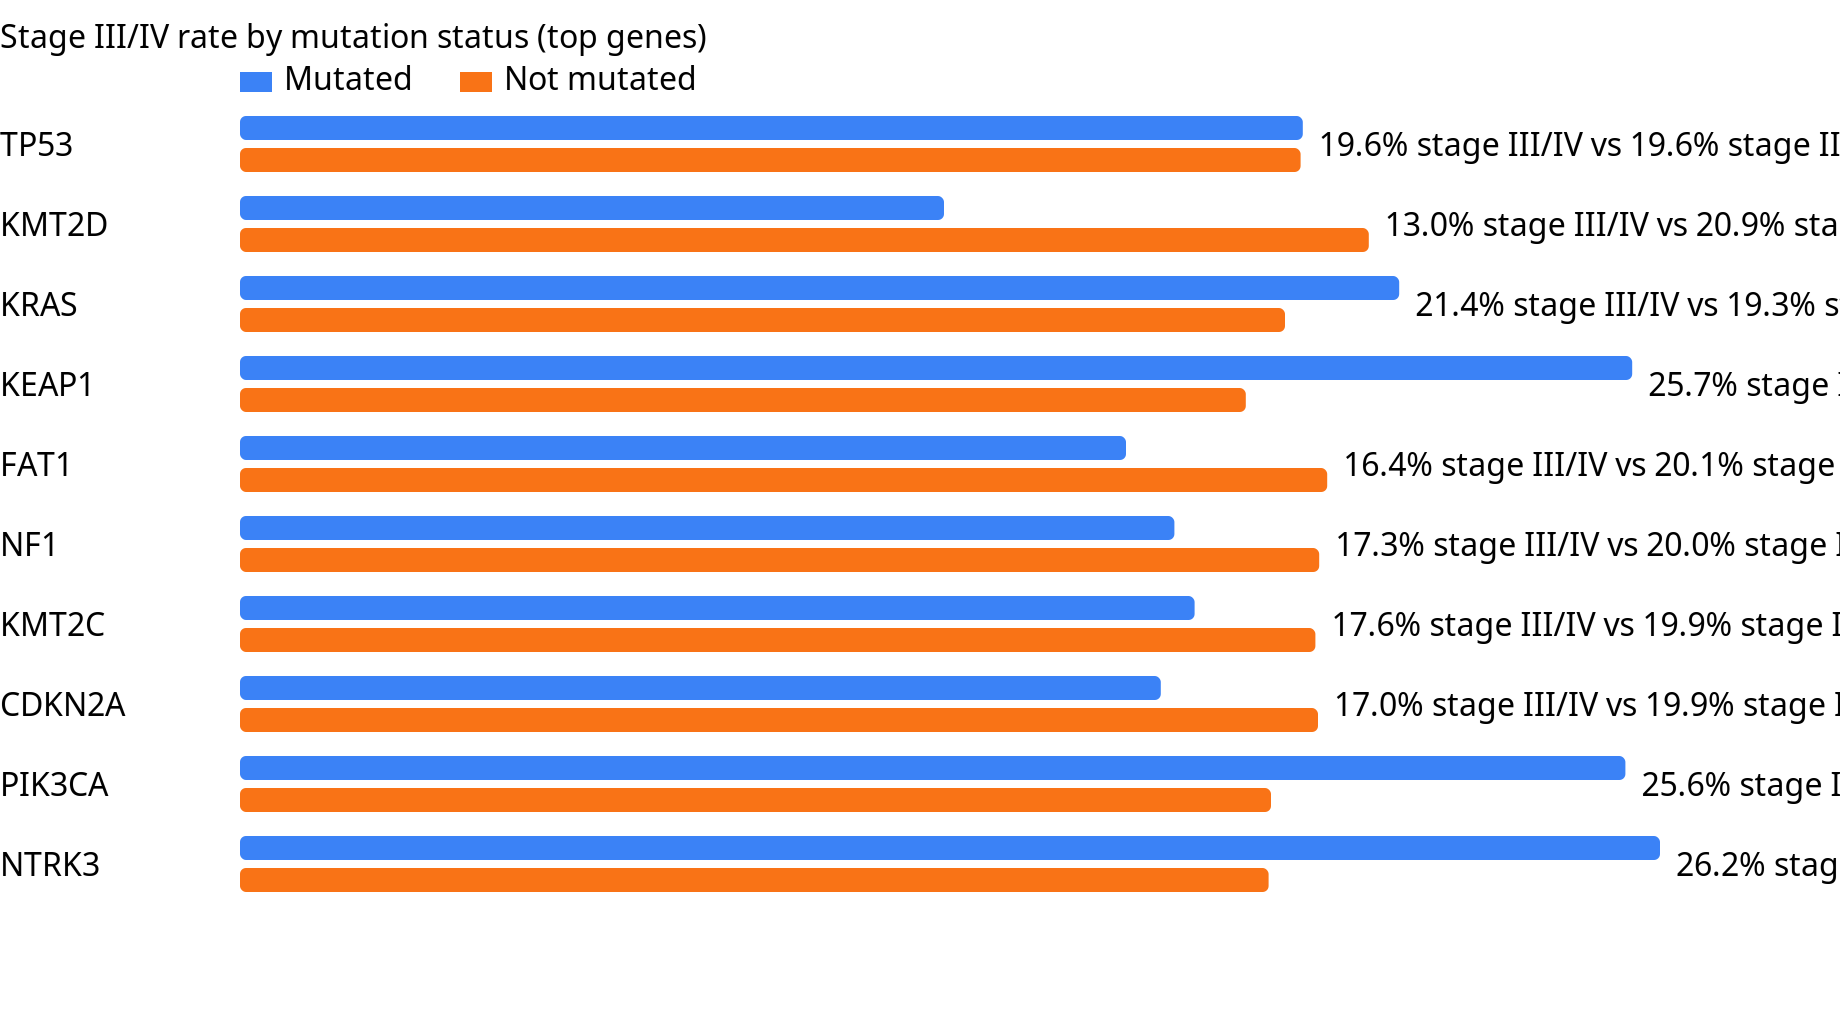 Stage III/IV rate by mutation status (top genes)
Mutated Not mutated
TP53 19.6% stage III/IV vs 19.6% stage II
KMT2D 13.0% stage III/IV vs 20.9% sta
KRAS 21.4% stage III/IV vs 19.3% s
KEAP1 25.7% stage I
FAT1 16.4% stage III/IV vs 20.1% stage
NF1 17.3% stage III/IV vs 20.0% stage I
KMT2C 17.6% stage III/IV vs 19.9% stage I
CDKN2A 17.0% stage III/IV vs 19.9% stage I
PIK3CA 25.6% stage I
NTRK3 26.2% stag